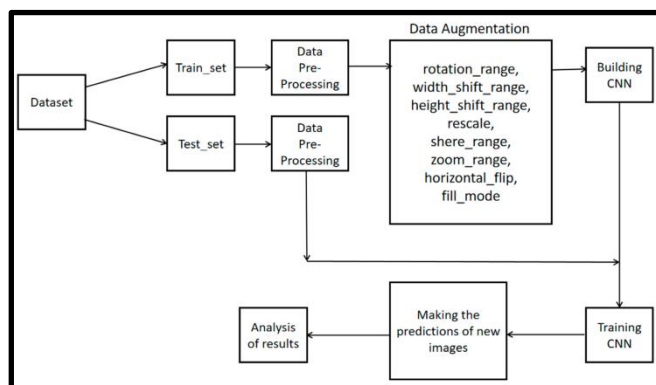 Data Augmentation
Dataset
Train_set
Data
Pre-
Processing
rotation_range,
width_shift_range,
height_shift_range,
rescale,
shere_range,
zoom_range,
horizontal_flip,
fill_mode
Building
CNN
Test_set
Data
Pre-
Processing
Analysis
of results
Making the
predictions of new
images
Training
CNN